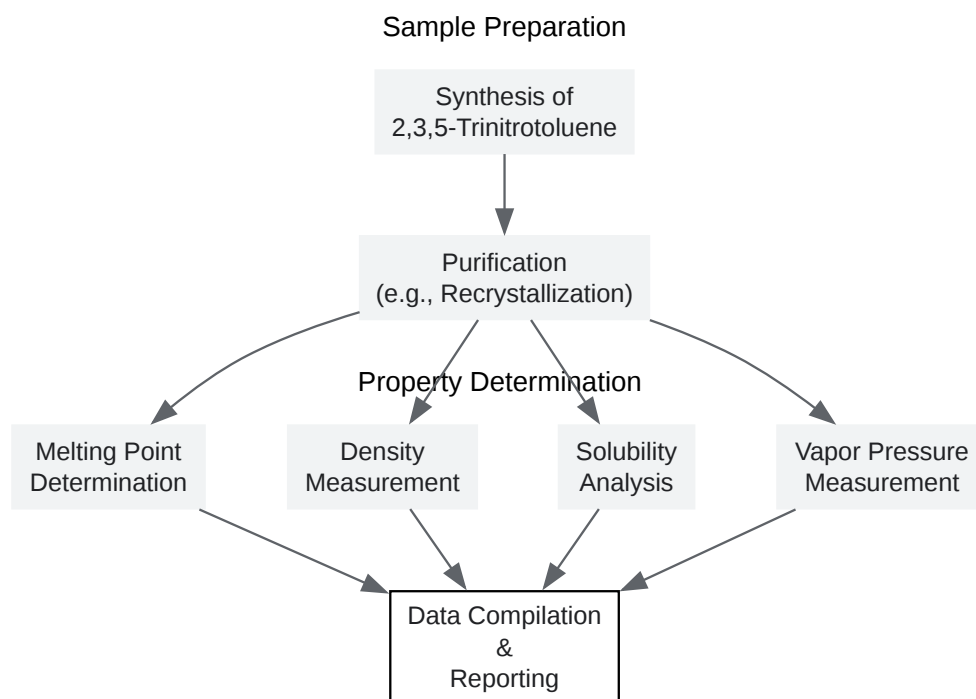 Sample Preparation
Synthesis of
2,3,5-Trinitrotoluene
Purification
(e.g., Recrystallization)
Property Determination
Melting Point
Determination
Density
Measurement
Solubility
Analysis
Vapor Pressure
Measurement
Data Compilation
&
Reporting